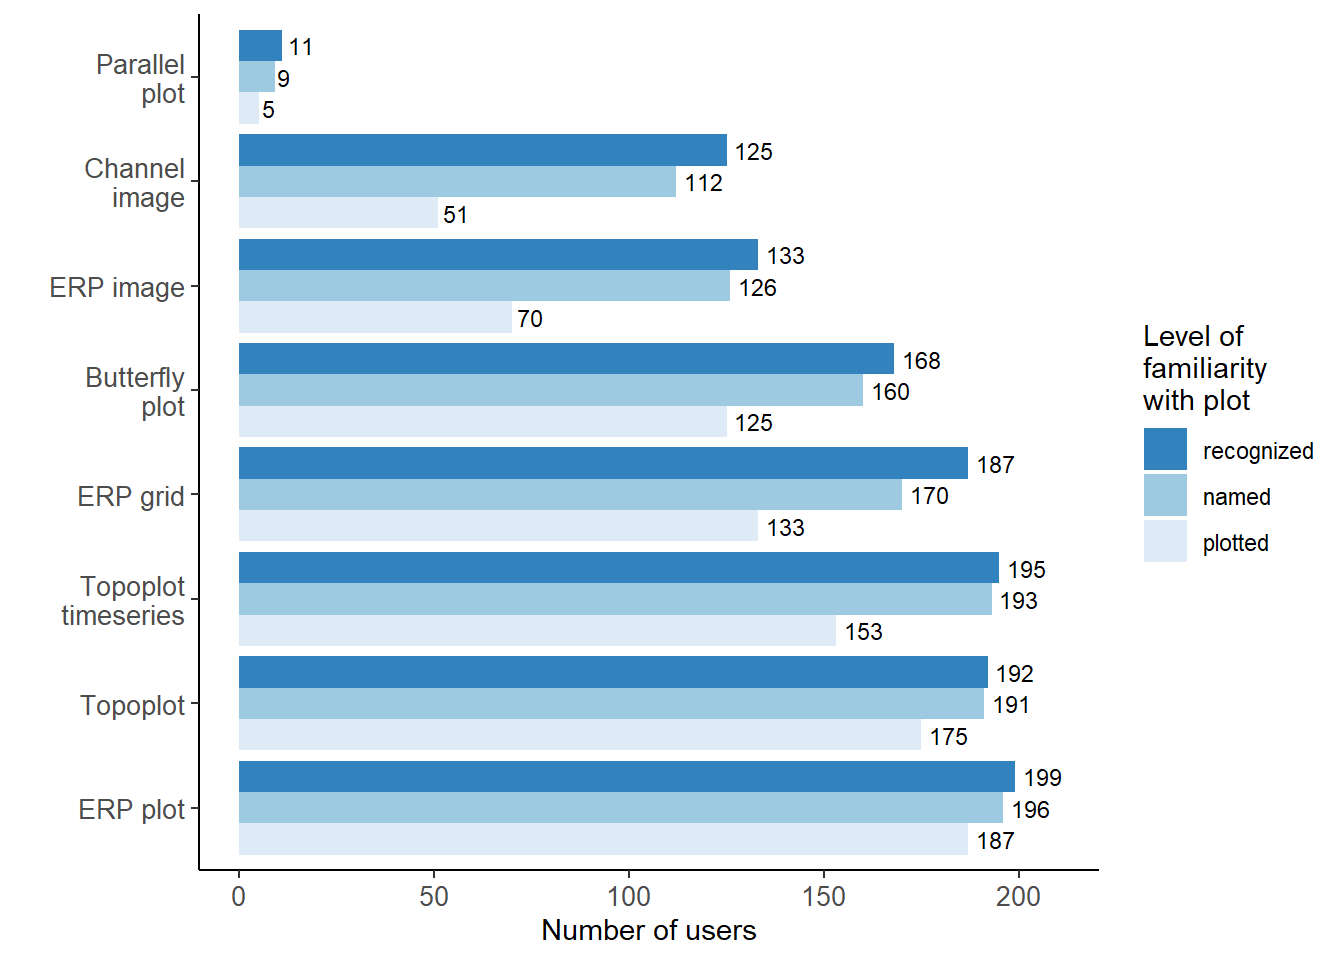 Parallel
plot
11
9
5
Channel
image
125
112
51
ERP image
133
126
70
Butterfly
plot
168
160
125
ERP grid
187
170
133
Topoplot
timeseries
195
193
153
Topoplot
192
191
175
ERP plot
199
196
187
0 50 100 150 200
Number of users
Level of
familiarity
with plot
recognized
named
plotted